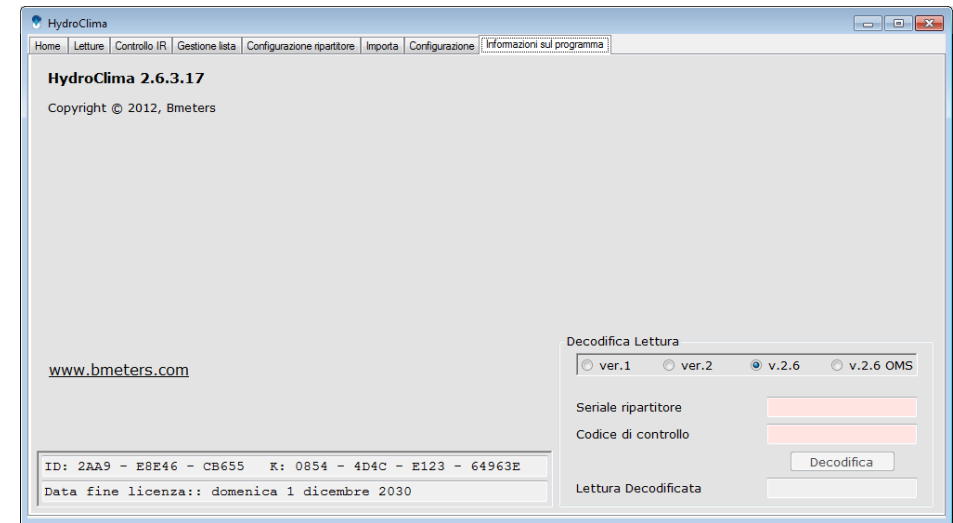 HydroClima
Home Letture Controllo IR Gestione lista Configurazione ripartitore Importa Configurazione Informazioni sul programma
HydroClima 2.6.3.17
Copyright © 2012, Bmeters
www.bmeters.com
ID: 2AA9 - E8E46 - CB655 K: 0854 - 4D4C - E123 - 64963E
Data fine licenza:: domenica 1 dicembre 2030
Decodifica Lettura
ver.1 ver.2 v.2.6 v.2.6 OMS
Seriale ripartitore
Codice di controllo
Decodifica
Lettura Decodificata